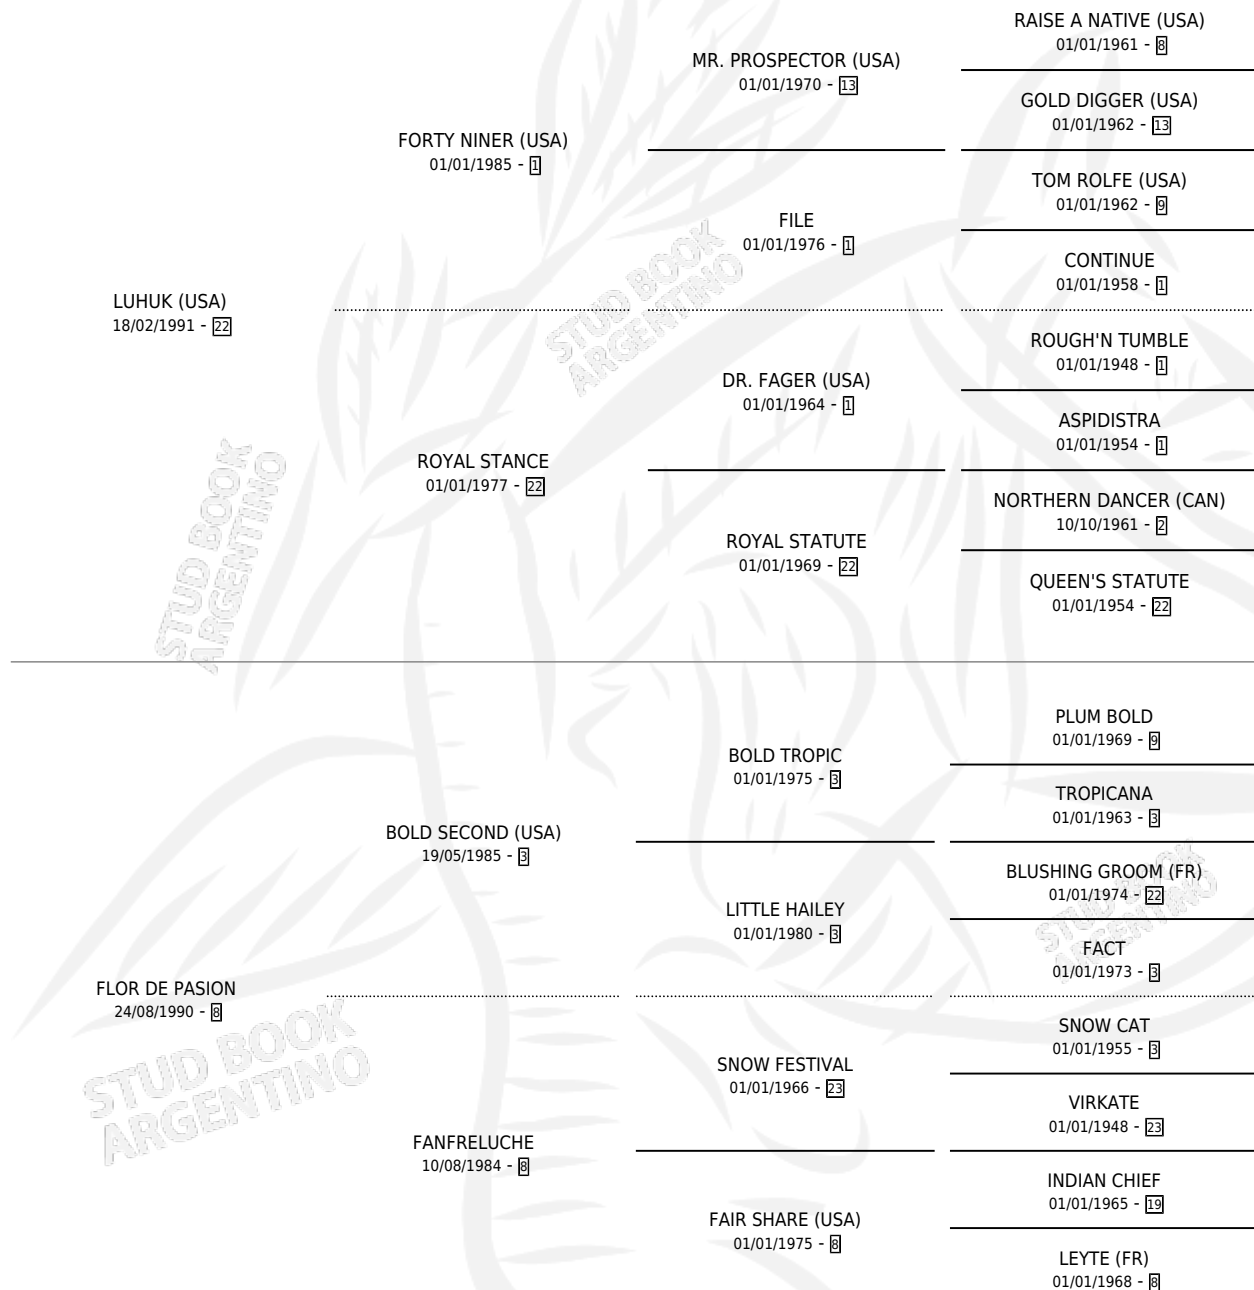 RAISE A NATIVE (USA)
01/01/1961 - 8
MR. PROSPECTOR (USA)
01/01/1970 - 13
GOLD DIGGER (USA)
01/01/1962 - 13
FORTY NINER (USA)
01/01/1985 - 1
TOM ROLFE (USA)
01/01/1962 - 9
FILE
01/01/1976 - 1
CONTINUE
01/01/1958 - 1
LUHUK (USA)
18/02/1991 - 22
ROUGH'N TUMBLE
01/01/1948 - 1
DR. FAGER (USA)
01/01/1964 - 1
ASPIDISTRA
01/01/1954 - 1
ROYAL STANCE
01/01/1977 - 22
NORTHERN DANCER (CAN)
10/10/1961 - 2
ROYAL STATUTE
01/01/1969 - 22
QUEEN'S STATUTE
01/01/1954 - 22
PLUM BOLD
01/01/1969 - 9
BOLD TROPIC
01/01/1975 - 3
TROPICANA
01/01/1963 - 3
BOLD SECOND (USA)
19/05/1985 - 3
BLUSHING GROOM (FR)
01/01/1974 - 22
LITTLE HAILEY
01/01/1980 - 3
FACT
01/01/1973 - 3
FLOR DE PASION
24/08/1990 - 8
SNOW CAT
01/01/1955 - 3
SNOW FESTIVAL
01/01/1966 - 23
VIRKATE
01/01/1948 - 23
FANFRELUCHE
10/08/1984 - 8
INDIAN CHIEF
01/01/1965 - 19
FAIR SHARE (USA)
01/01/1975 - 8
LEYTE (FR)
01/01/1968 - 8
STUD BOOK
ARGENTINO
STUD BOOK
ARGENTINO
STUD BOOK
ARGENTINO
STUD BOOK
ARGENTINO